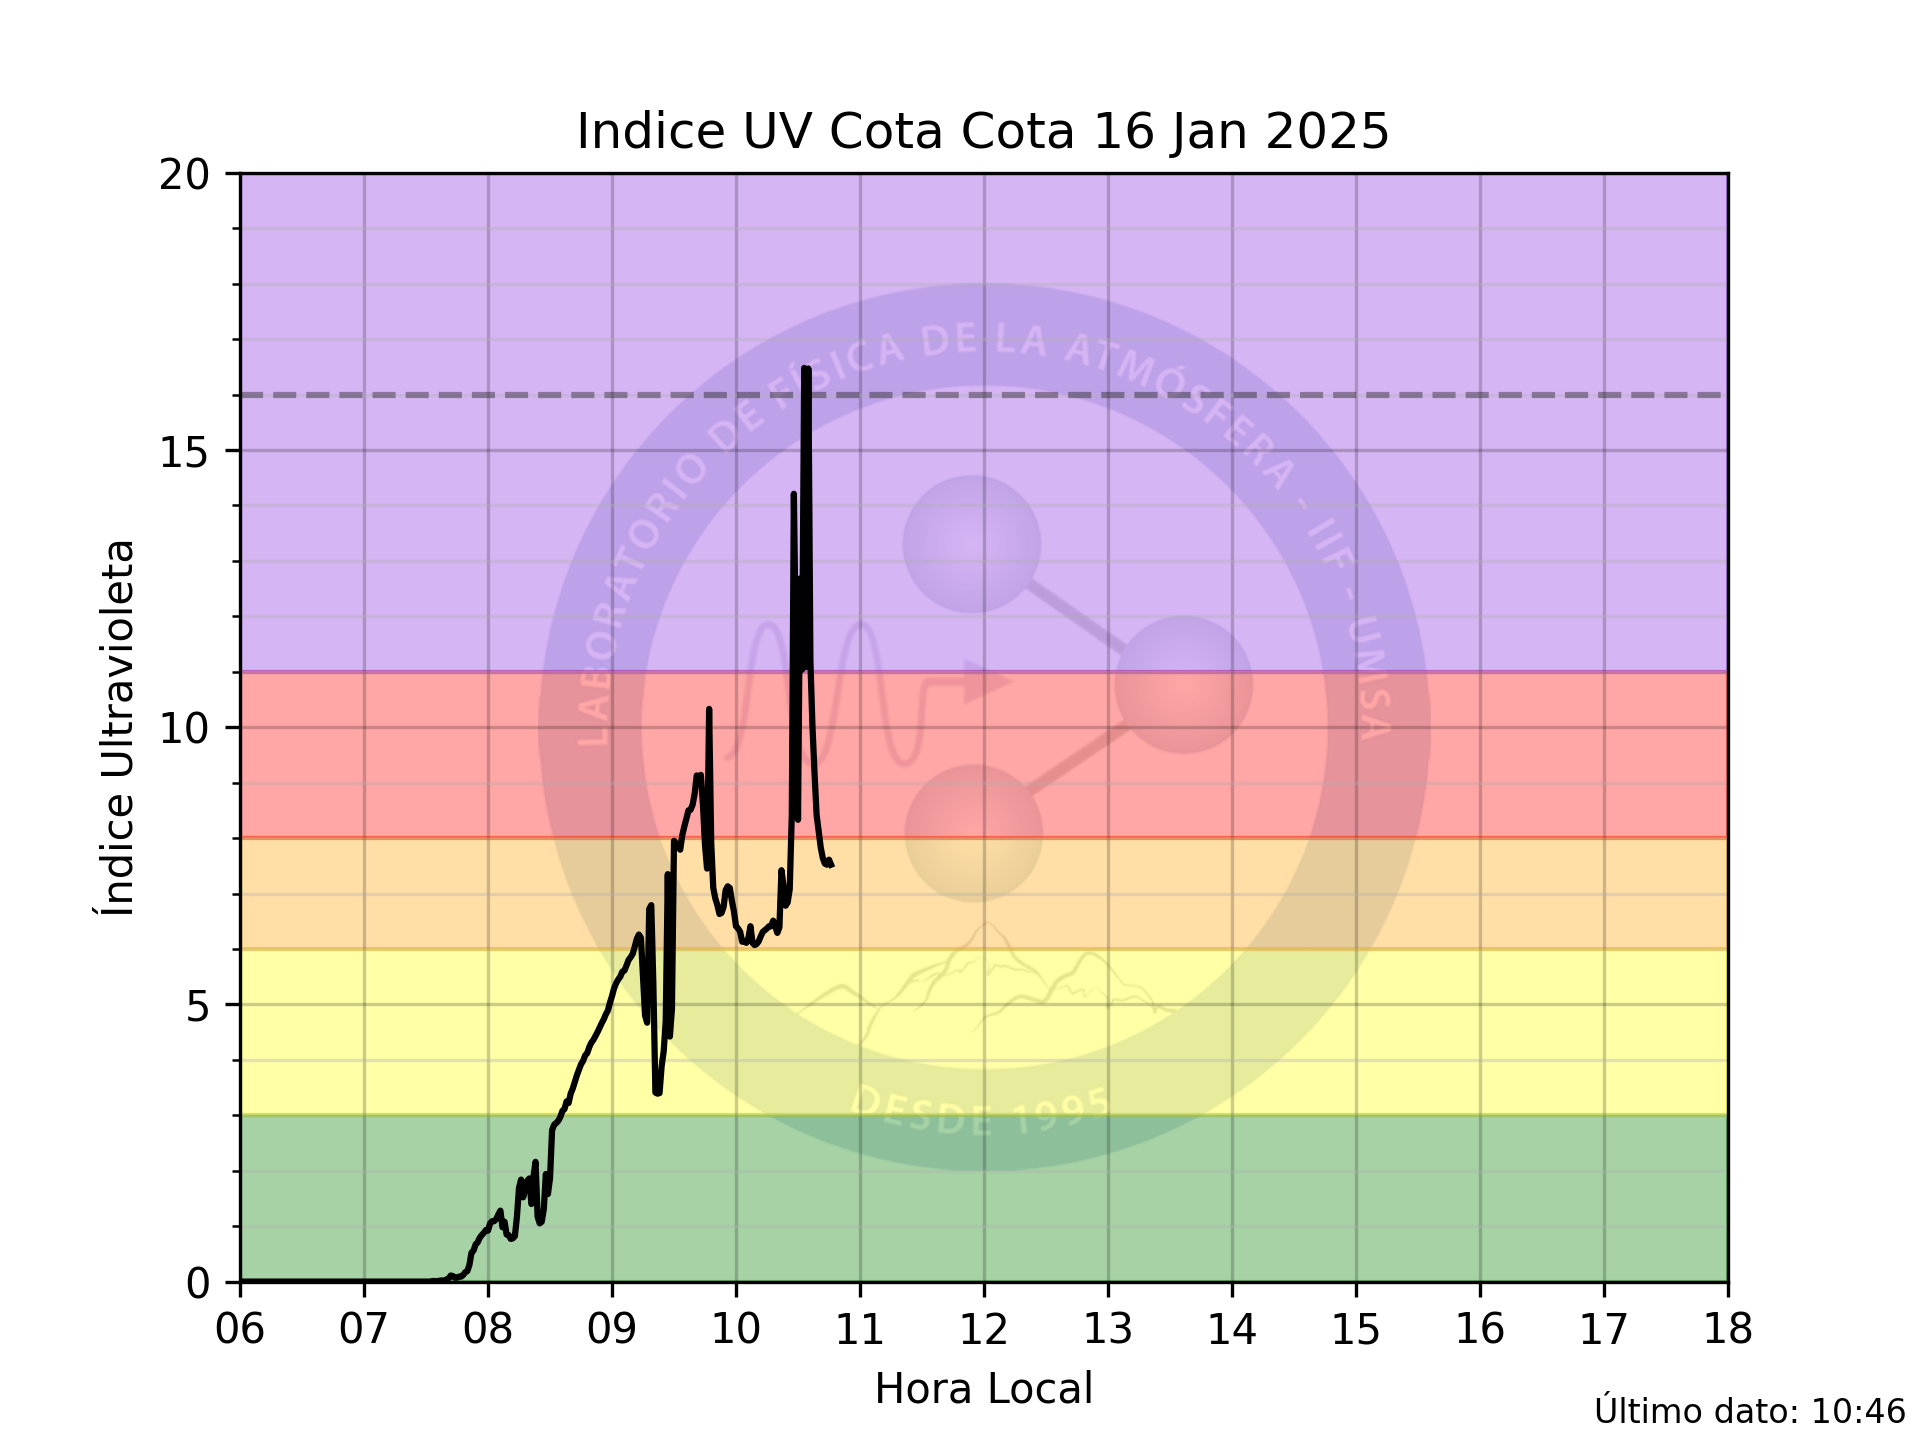 Indice UV Cota Cota 16 Jan 2025
20
15
10
5
0
Índice Ultravioleta
LABORATORIO DE FÍSICA DE LA ATMÓSFERA - IIF - UMSA
DESDE 1995
06 07 08 09 10 11 12 13 14 15 16 17 18
Hora Local
Último dato: 10:46